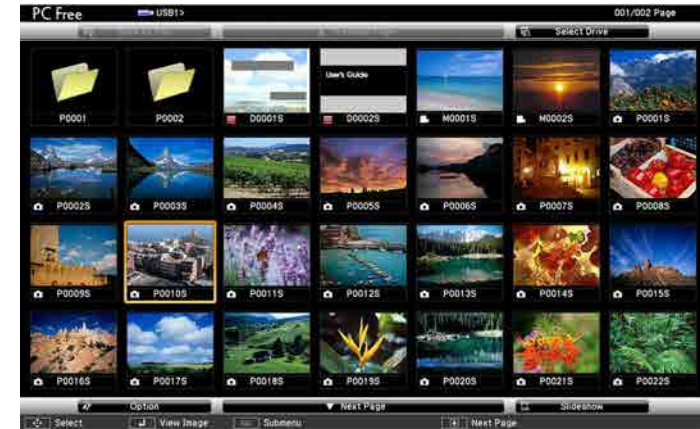 PC Free USB1> 001/002 Page
Select Drive
User's Guide
P0001 P0002 D0001S D0002S M0001S M0002S P0001S
P0002S P0003S P0004S P0005S P0006S P0007S P0008S
P0009S P0010S P0011S P0012S P0013S P0014S P0015S
P0016S P0017S P0018S P0019S P0020S P0021S P0022S
Option Next Page Slideshow
Select View Image Submenu Next Page